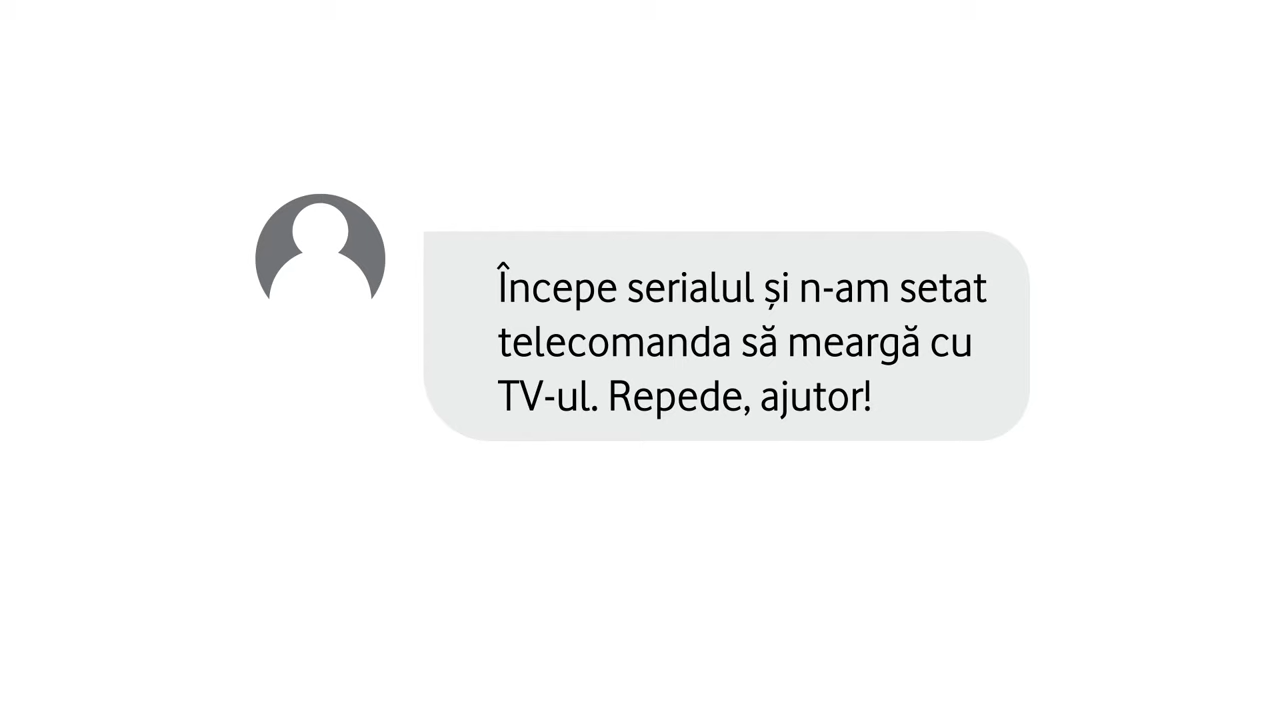 Începe serialul și n-am setat
telecomanda să meargă cu
TV-ul. Repede, ajutor!